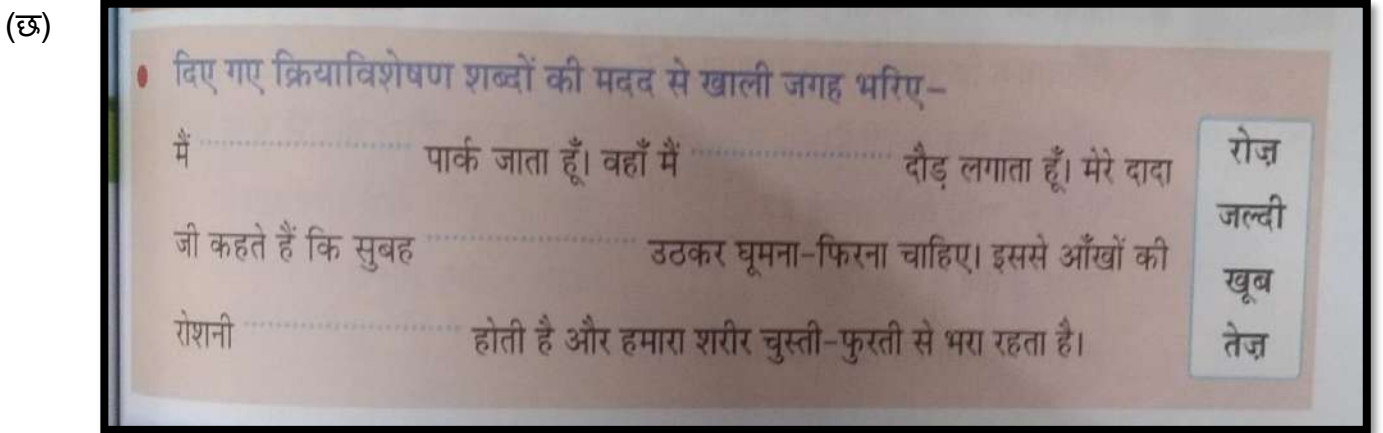 (छ)
• दिए गए क्रियाविशेषण शब्दों की मदद से खाली जगह भरिए-
मैं .................... पार्क जाता हूँ। वहाँ मैं .................... दौड़ लगाता हूँ। मेरे दादा
जी कहते हैं कि सुबह .................... उठकर घूमना-फिरना चाहिए। इससे आँखों की
रोशनी .................... होती है और हमारा शरीर चुस्ती-फुरती से भरा रहता है।
रोज़
जल्दी
खूब
तेज़